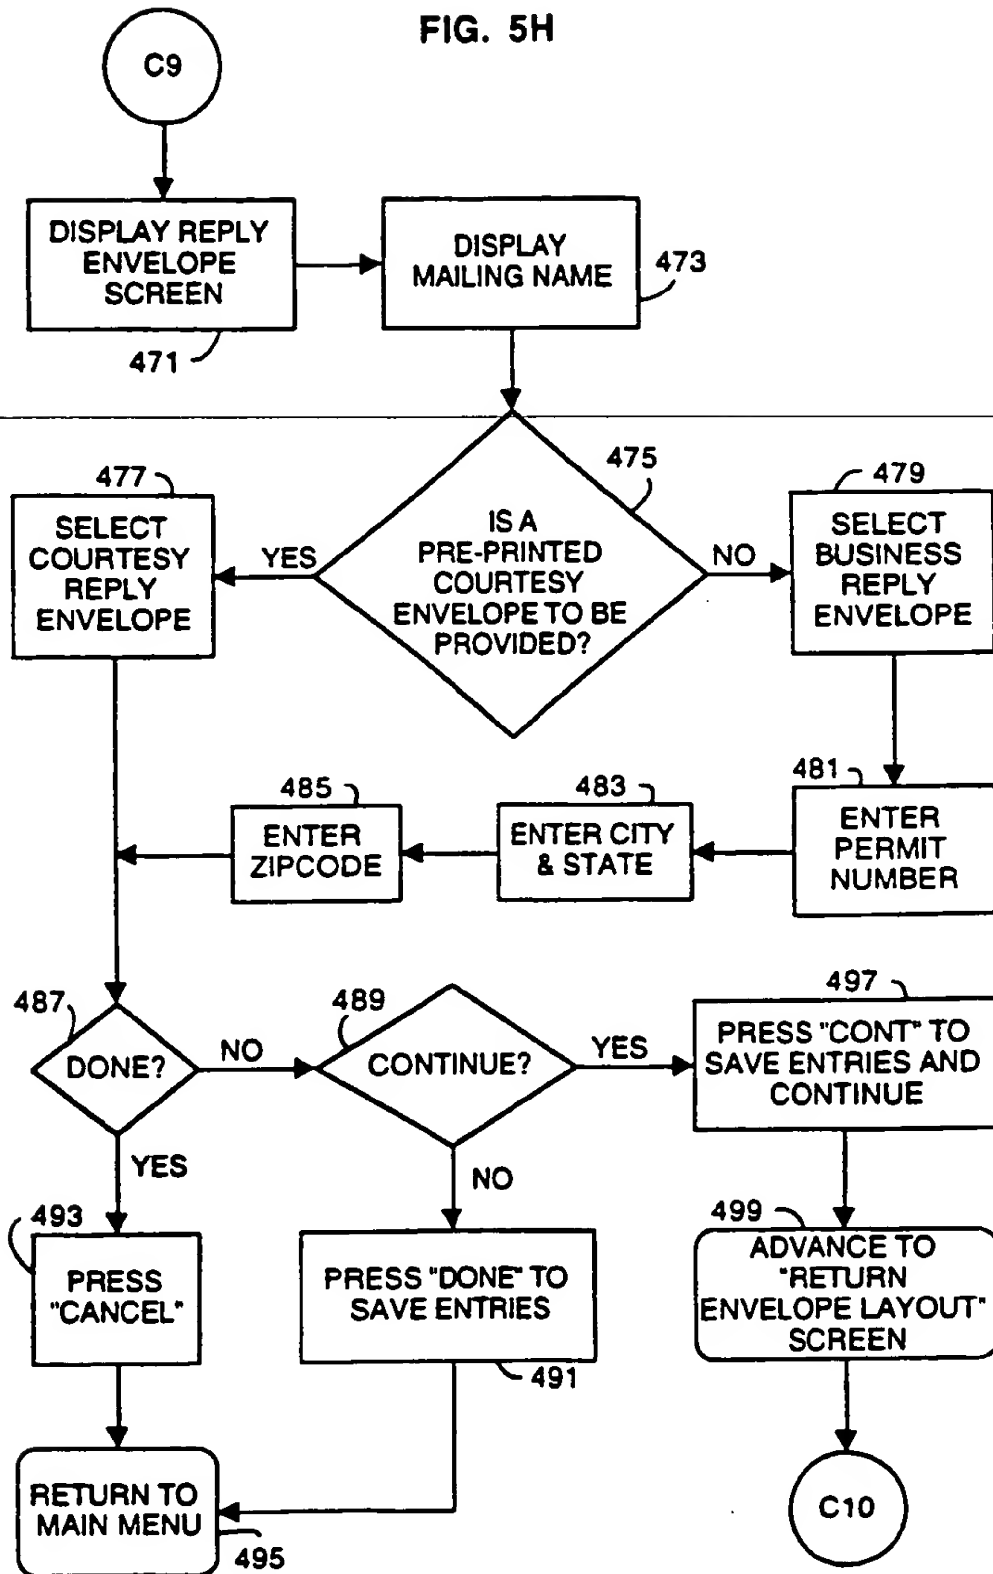 FIG. 5H
C9
DISPLAY REPLY
ENVELOPE
SCREEN
471
DISPLAY
MAILING NAME
473
475
IS A
PRE-PRINTED
COURTESY
ENVELOPE TO BE
PROVIDED?
YES
NO
477
SELECT
COURTESY
REPLY
ENVELOPE
479
SELECT
BUSINESS
REPLY
ENVELOPE
481
ENTER
PERMIT
NUMBER
483
ENTER CITY
& STATE
485
ENTER
ZIPCODE
487
DONE?
NO
YES
489
CONTINUE?
YES
NO
497
PRESS "CONT" TO
SAVE ENTRIES AND
CONTINUE
493
PRESS
"CANCEL"
PRESS "DONE" TO
SAVE ENTRIES
491
499
ADVANCE TO
"RETURN
ENVELOPE LAYOUT"
SCREEN
RETURN TO
MAIN MENU
495
C10